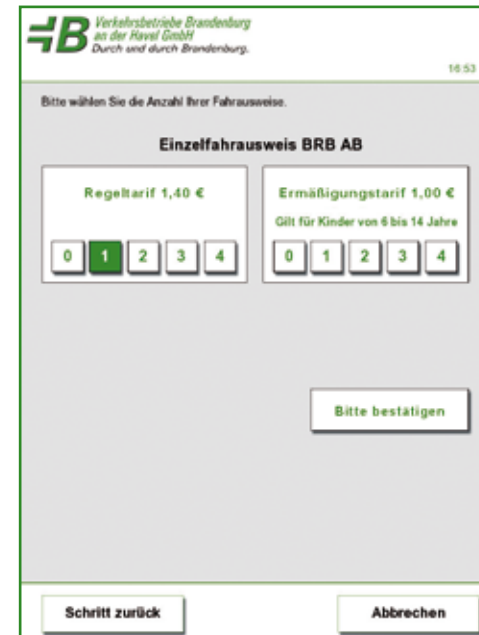 Verkehrsbetriebe Brandenburg
an der Havel GmbH
Durch und durch Brandenburg.
16:53
Bitte wählen Sie die Anzahl Ihrer Fahrausweise.
Einzelfahrausweis BRB AB
Regeltarif 1,40 €
0 1 2 3 4
Ermäßigungstarif 1,00 €
Gilt für Kinder von 6 bis 14 Jahre
0 1 2 3 4
Bitte bestätigen
Schritt zurück
Abbrechen